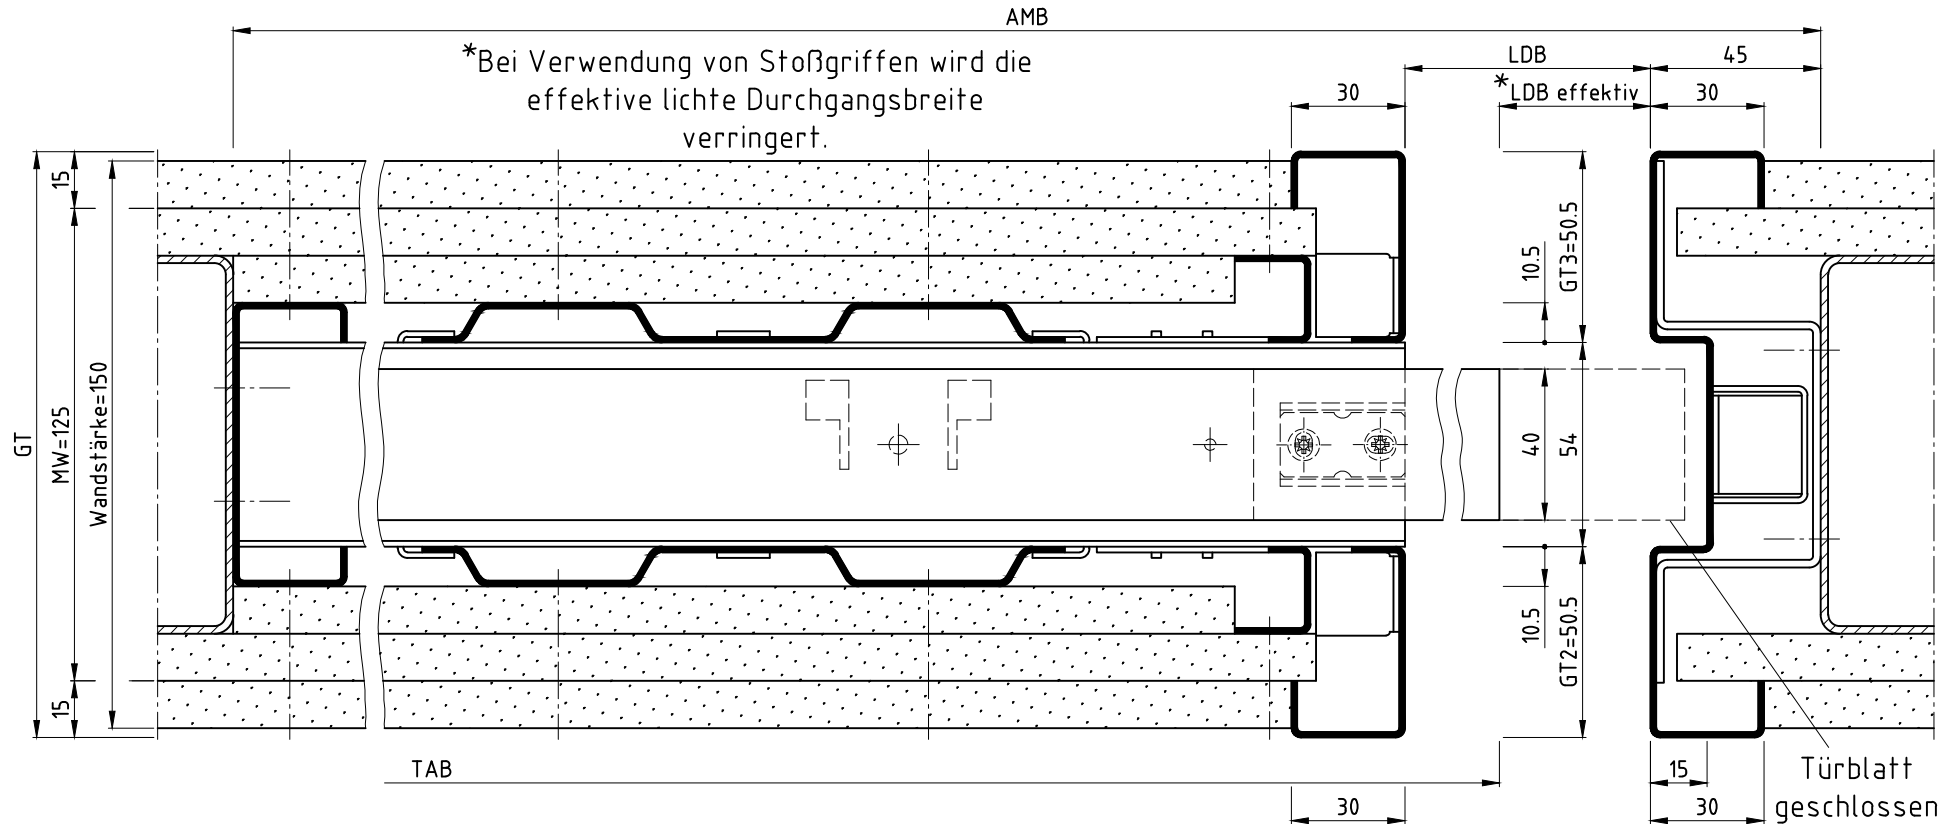 AMB
*Bei Verwendung von Stoßgriffen wird die
effektive lichte Durchgangsbreite
verringert.
LDB
45
*LDB effektiv
30
30
15
GT
MW=125
Wandstärke=150
15
10.5
GT3=50.5
40
54
10.5
GT2=50.5
TAB
30
15
30
Türblatt
geschlossen